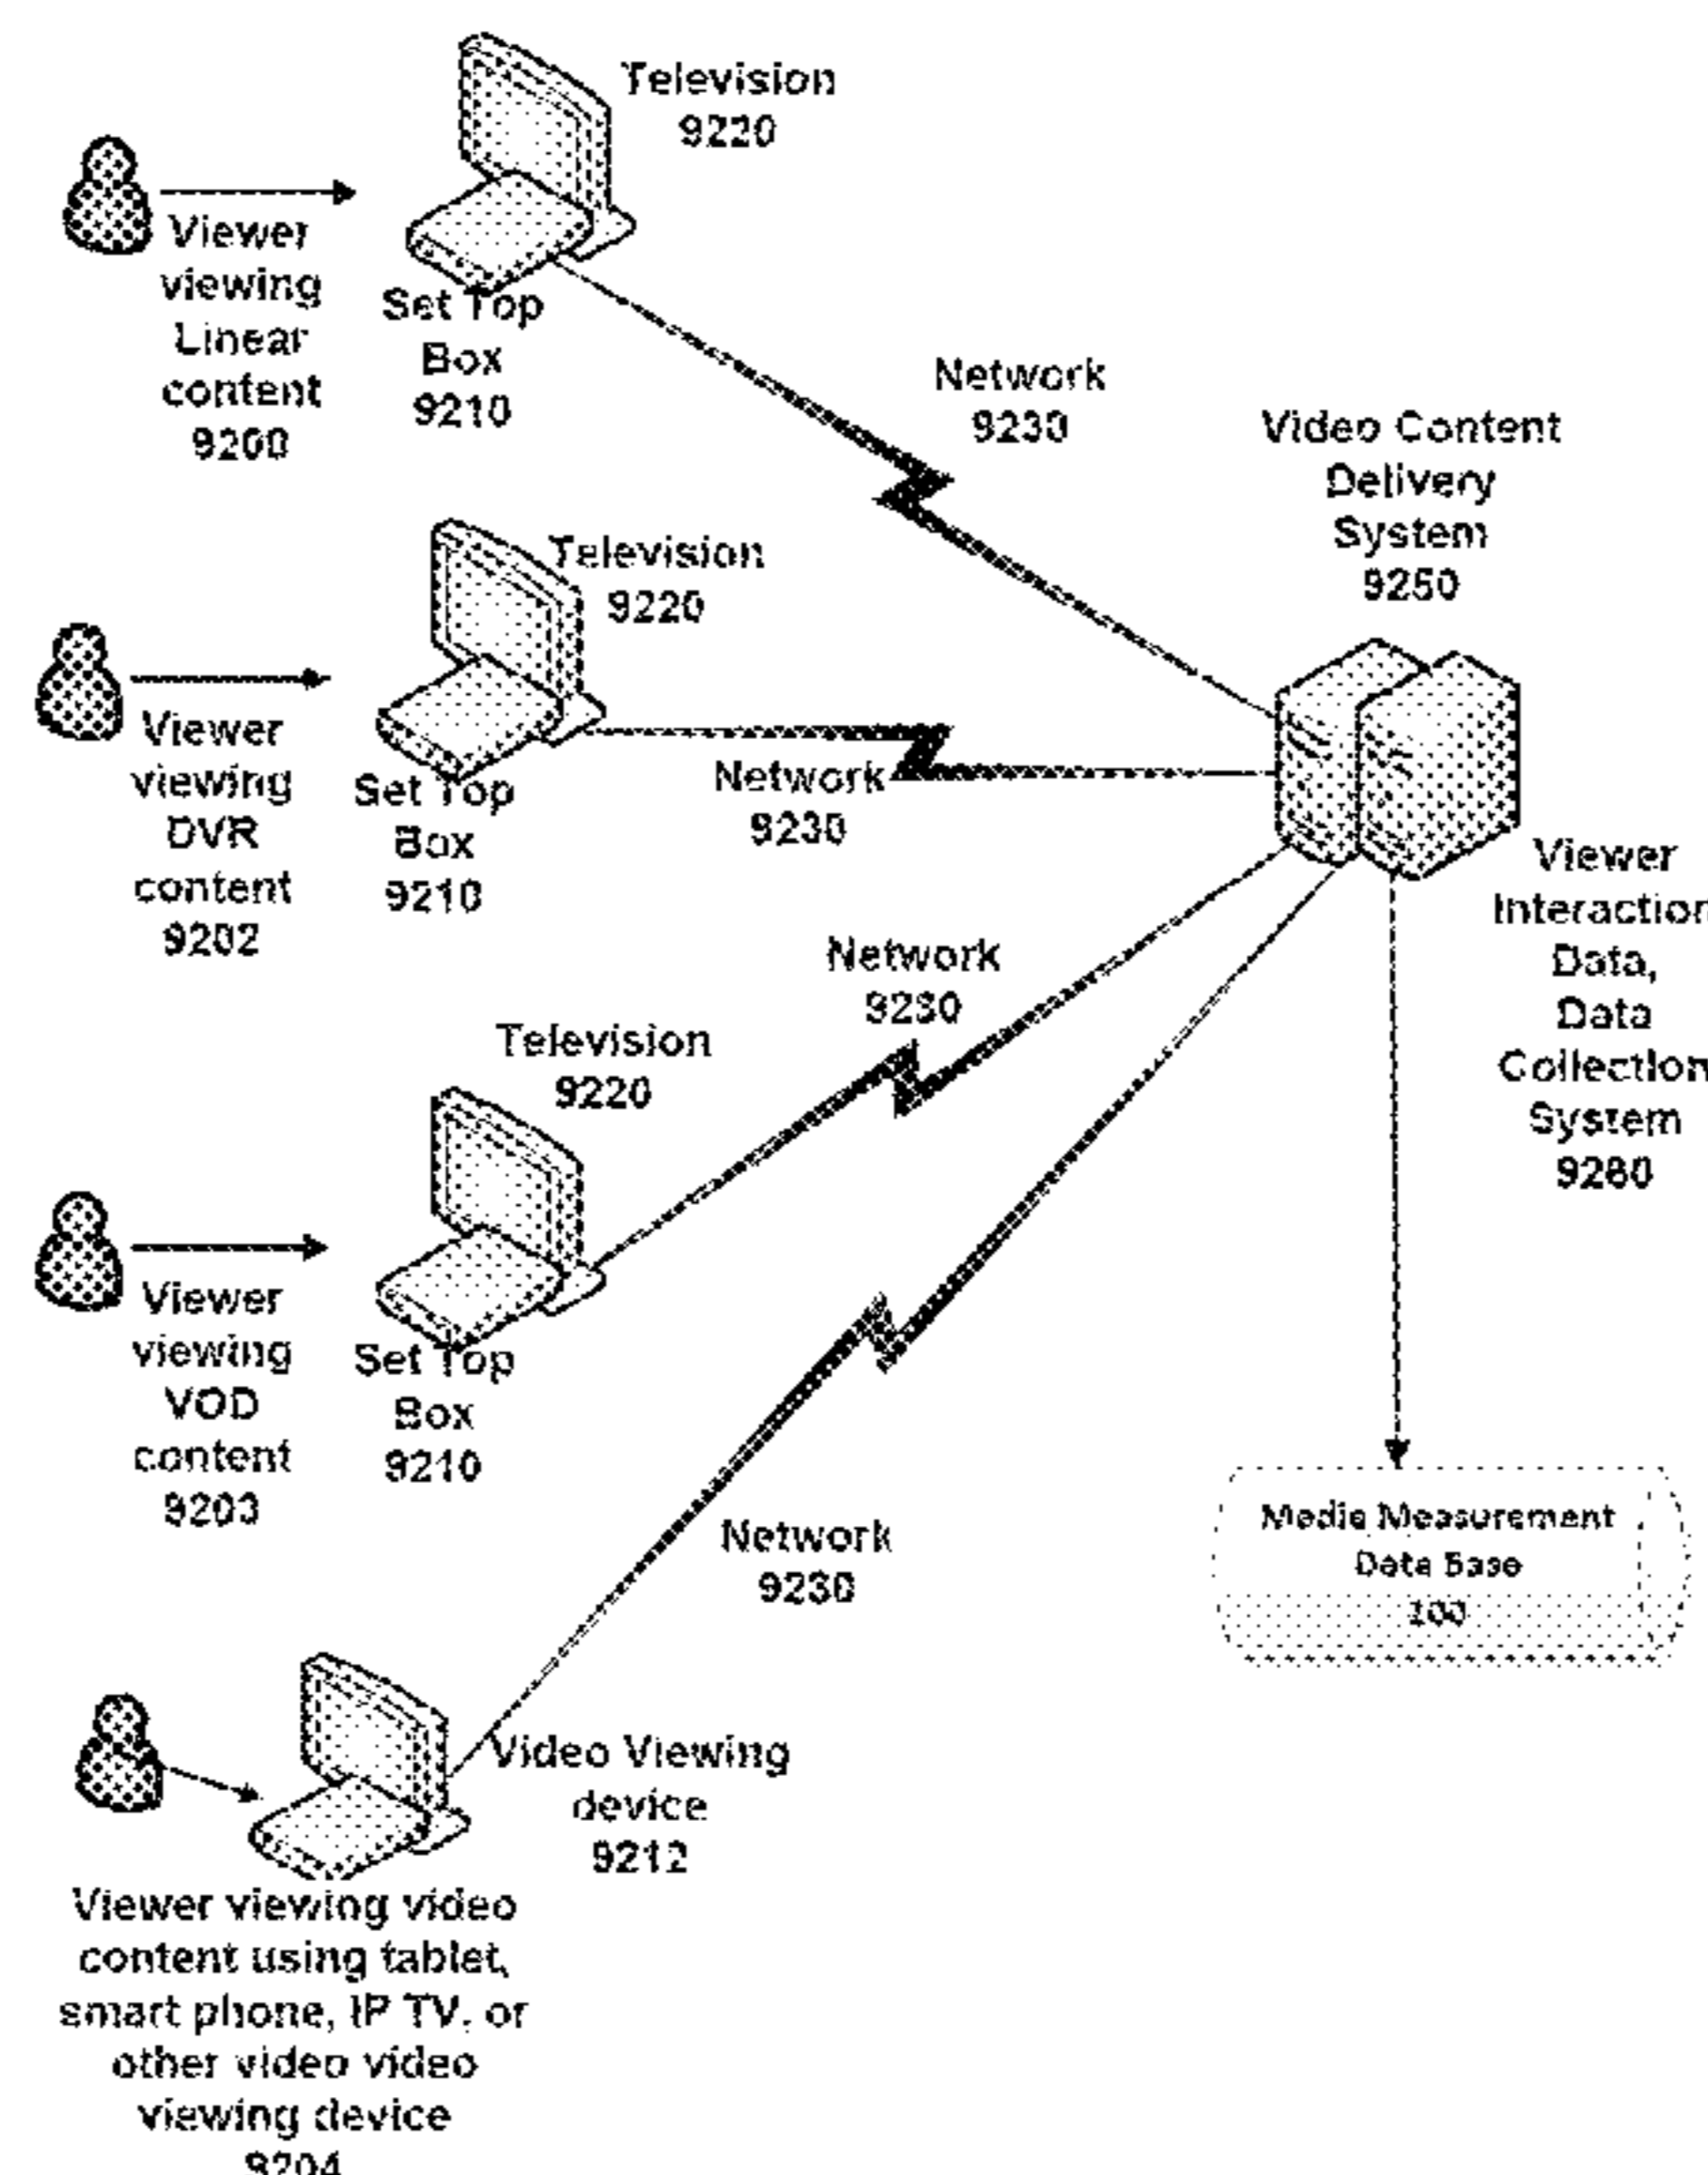 Television
9220
Viewer
viewing
Linear
content
9200
Set Top
Box
9210
Network
9230
Video Content
Delivery
System
9250
Television
9220
Viewer
viewing
DVR
content
9202
Set Top
Box
9210
Network
9230
Viewer
Interaction
Data,
Data
Collection
System
9260
Network
9230
Television
9220
Viewer
viewing
VOD
content
9203
Set Top
Box
9210
Network
9230
Media Measurement
Data Base
100
Video Viewing
device
9212
Viewer viewing video
content using tablet,
smart phone, IP TV, or
other video video
viewing device
9204